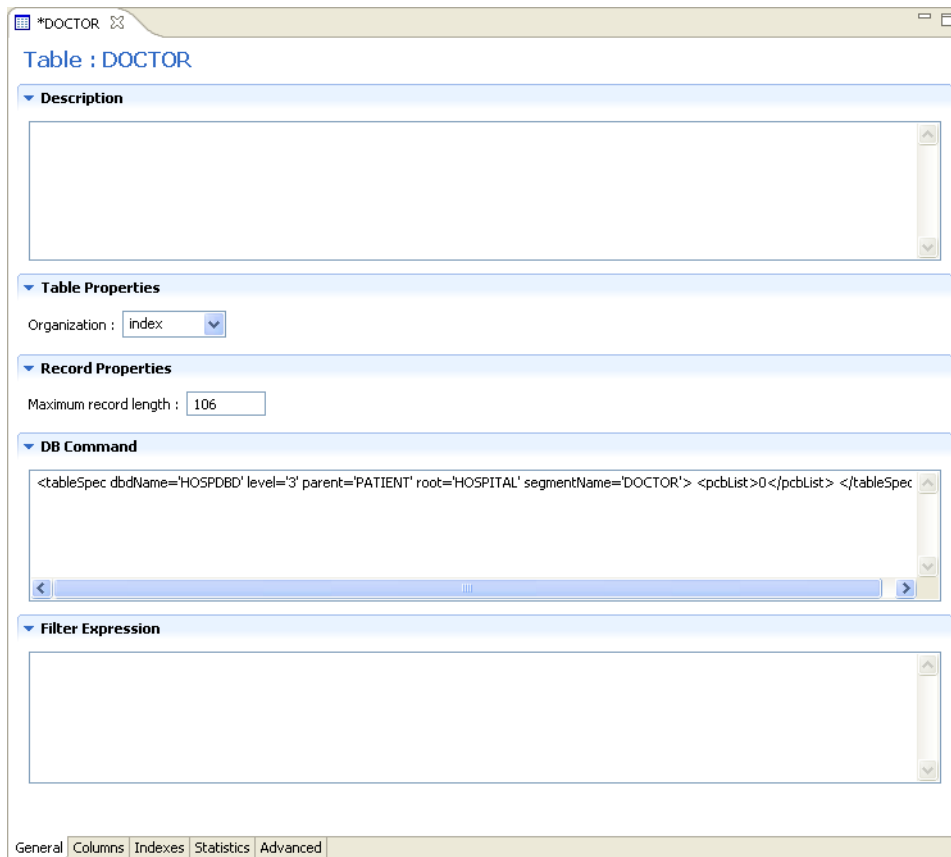 *DOCTOR
Table : DOCTOR
Description
Table Properties
Organization : index
Record Properties
Maximum record length : 106
DB Command
<tableSpec dbdName='HOSPDBD' level='3' parent='PATIENT' root='HOSPITAL' segmentName='DOCTOR'> <pcbList>0</pcbList> </tableSpec
Filter Expression
General Columns Indexes Statistics Advanced